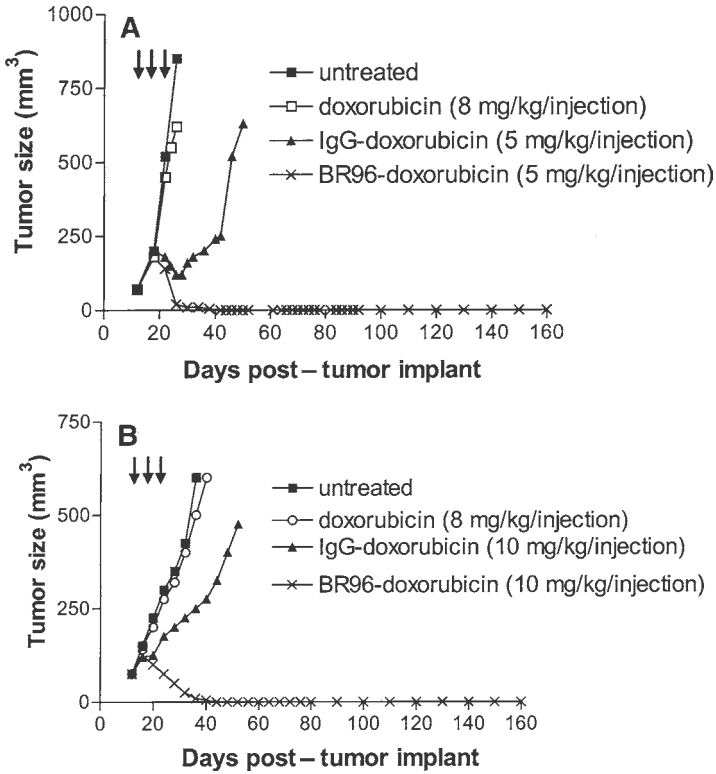 A
1000
750
500
250
0
Tumor size (mm³)
untreated
doxorubicin (8 mg/kg/injection)
IgG-doxorubicin (5 mg/kg/injection)
BR96-doxorubicin (5 mg/kg/injection)
0 20 40 60 80 100 120 140 160
Days post–tumor implant
B
750
500
250
0
Tumor size (mm³)
untreated
doxorubicin (8 mg/kg/injection)
IgG-doxorubicin (10 mg/kg/injection)
BR96-doxorubicin (10 mg/kg/injection)
0 20 40 60 80 100 120 140 160
Days post–tumor implant